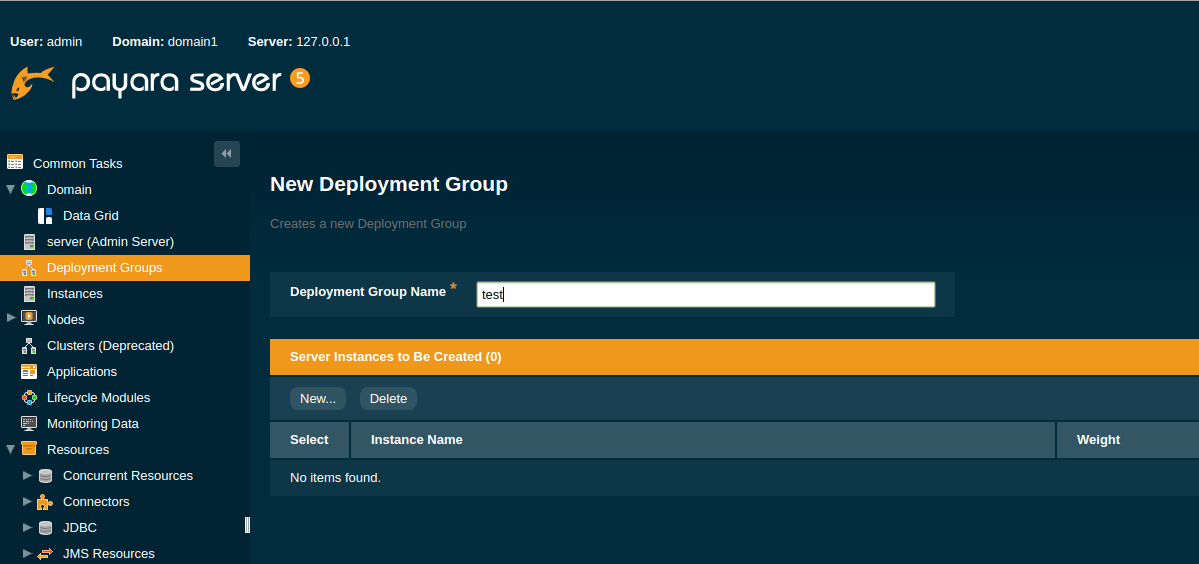 User: admin Domain: domain1 Server: 127.0.0.1
payara server 5
Common Tasks
Domain
Data Grid
server (Admin Server)
Deployment Groups
Instances
Nodes
Clusters (Deprecated)
Applications
Lifecycle Modules
Monitoring Data
Resources
Concurrent Resources
Connectors
JDBC
JMS Resources
New Deployment Group
Creates a new Deployment Group
Deployment Group Name * test
Server Instances to Be Created (0)
New... Delete
Select Instance Name Weight
No items found.